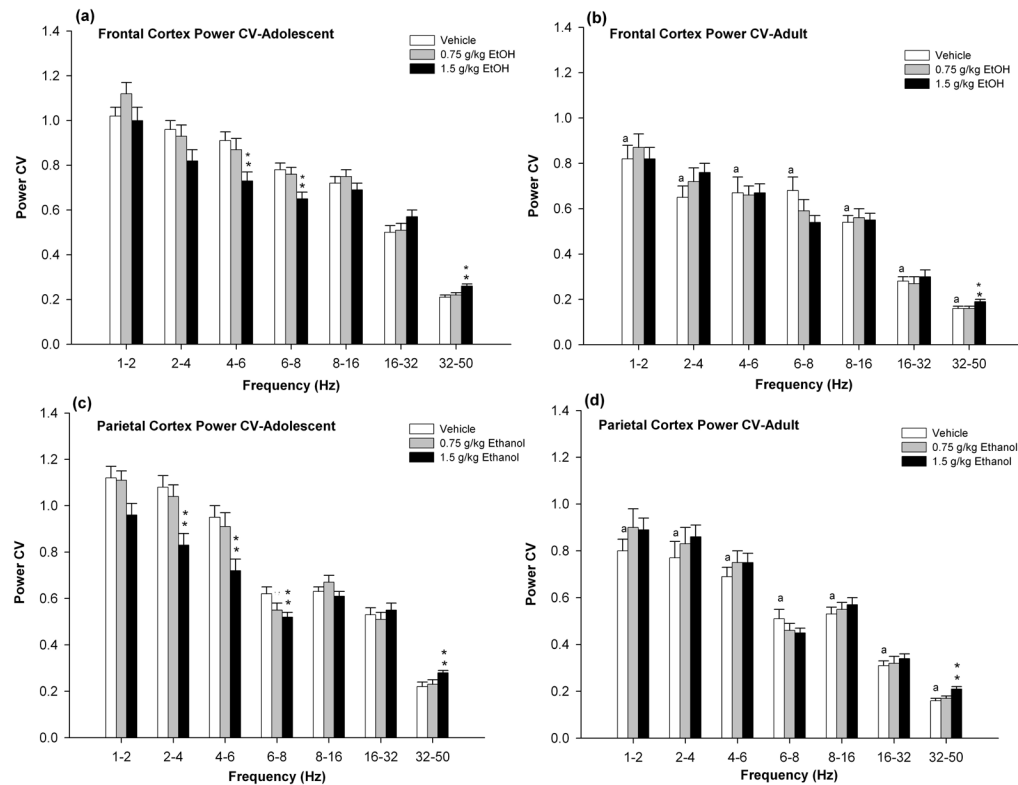 (a)
Frontal Cortex Power CV-Adolescent
Vehicle
0.75 g/kg EtOH
1.5 g/kg EtOH
Power CV
1.4
1.2
1.0
0.8
0.6
0.4
0.2
0.0
* *
* *
* *
1-2 2-4 4-6 6-8 8-16 16-32 32-50
Frequency (Hz)
(b)
Frontal Cortex Power CV-Adult
Vehicle
0.75 g/kg EtOH
1.5 g/kg EtOH
Power CV
1.4
1.2
1.0
0.8
0.6
0.4
0.2
0.0
a a a a a a a
* *
1-2 2-4 4-6 6-8 8-16 16-32 32-50
Frequency (Hz)
(c)
Parietal Cortex Power CV-Adolescent
Vehicle
0.75 g/kg Ethanol
1.5 g/kg Ethanol
Power CV
1.4
1.2
1.0
0.8
0.6
0.4
0.2
0.0
* *
* *
* *
* *
1-2 2-4 4-6 6-8 8-16 16-32 32-50
Frequency (Hz)
(d)
Parietal Cortex Power CV-Adult
Vehicle
0.75 g/kg Ethanol
1.5 g/kg Ethanol
Power CV
1.4
1.2
1.0
0.8
0.6
0.4
0.2
0.0
a a a a a a a
* *
1-2 2-4 4-6 6-8 8-16 16-32 32-50
Frequency (Hz)